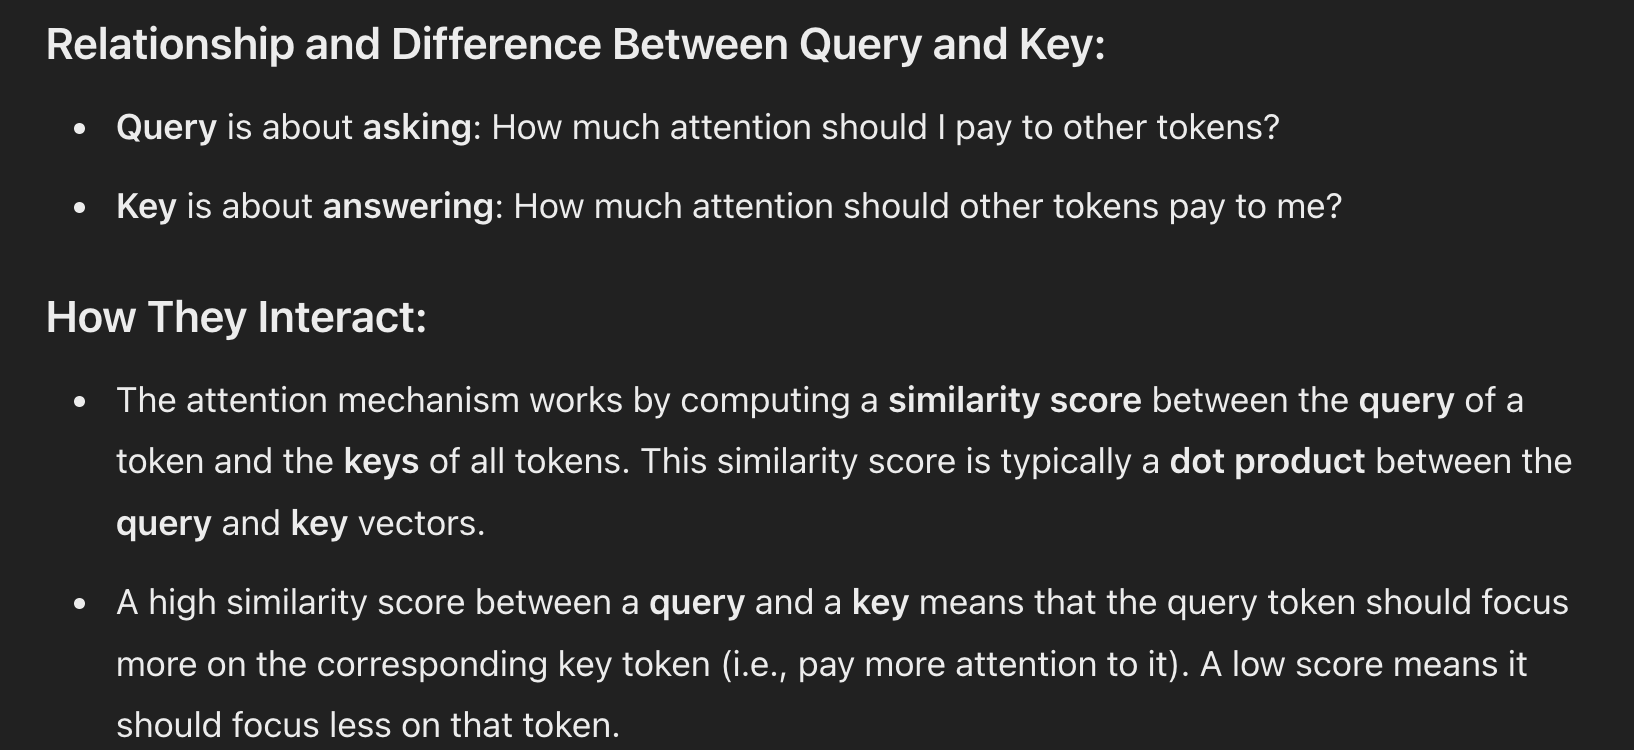 Relationship and Difference Between Query and Key:
• Query is about asking: How much attention should I pay to other tokens?
• Key is about answering: How much attention should other tokens pay to me?
How They Interact:
• The attention mechanism works by computing a similarity score between the query of a
token and the keys of all tokens. This similarity score is typically a dot product between the
query and key vectors.
• A high similarity score between a query and a key means that the query token should focus
more on the corresponding key token (i.e., pay more attention to it). A low score means it
should focus less on that token.